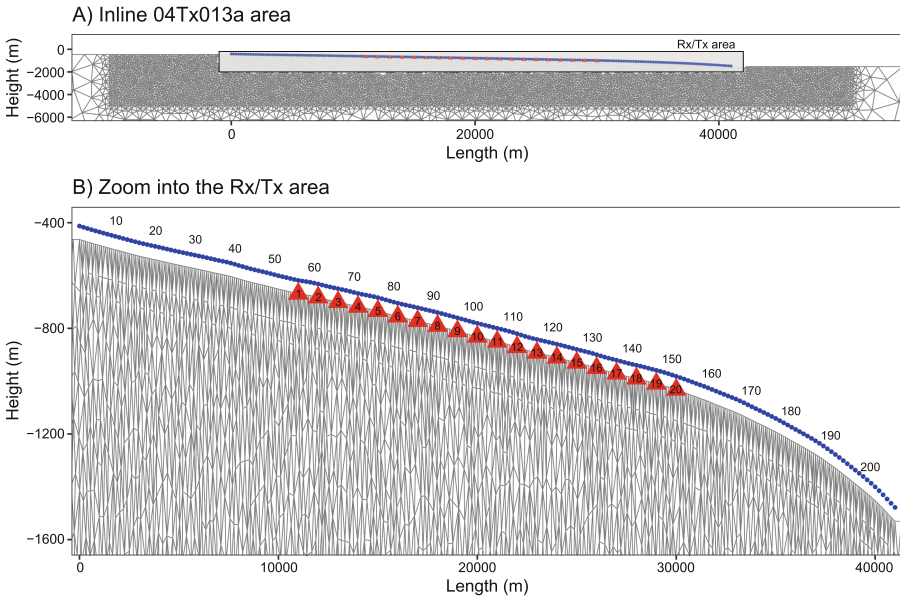 A) Inline 04Tx013a area
Rx/Tx area
0
−2000
−4000
−6000
Height (m)
0 20000 40000
Length (m)
B) Zoom into the Rx/Tx area
−400
−800
−1200
−1600
Height (m)
10 20 30 40 50 60 70 80 90 100 110 120 130 140 150 160 170 180 190 200
1 2 3 4 5 6 7 8 9 10 11 12 13 14 15 16 17 18 19 20
0 10000 20000 30000 40000
Length (m)